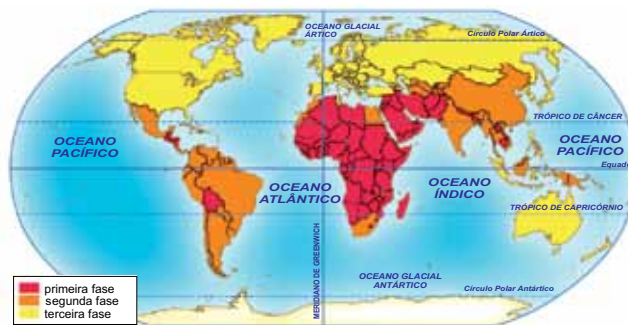 OCEANO GLACIAL
ÁRTICO
Círculo Polar Ártico
TRÓPICO DE CÂNCER
OCEANO
PACÍFICO
OCEANO
PACÍFICO
Equador
OCEANO
ATLÂNTICO
OCEANO
ÍNDICO
TRÓPICO DE CAPRICÓRNIO
MERIDIANO DE GREENWICH
OCEANO GLACIAL
ANTÁRTICO
Círculo Polar Antártico
primeira fase
segunda fase
terceira fase